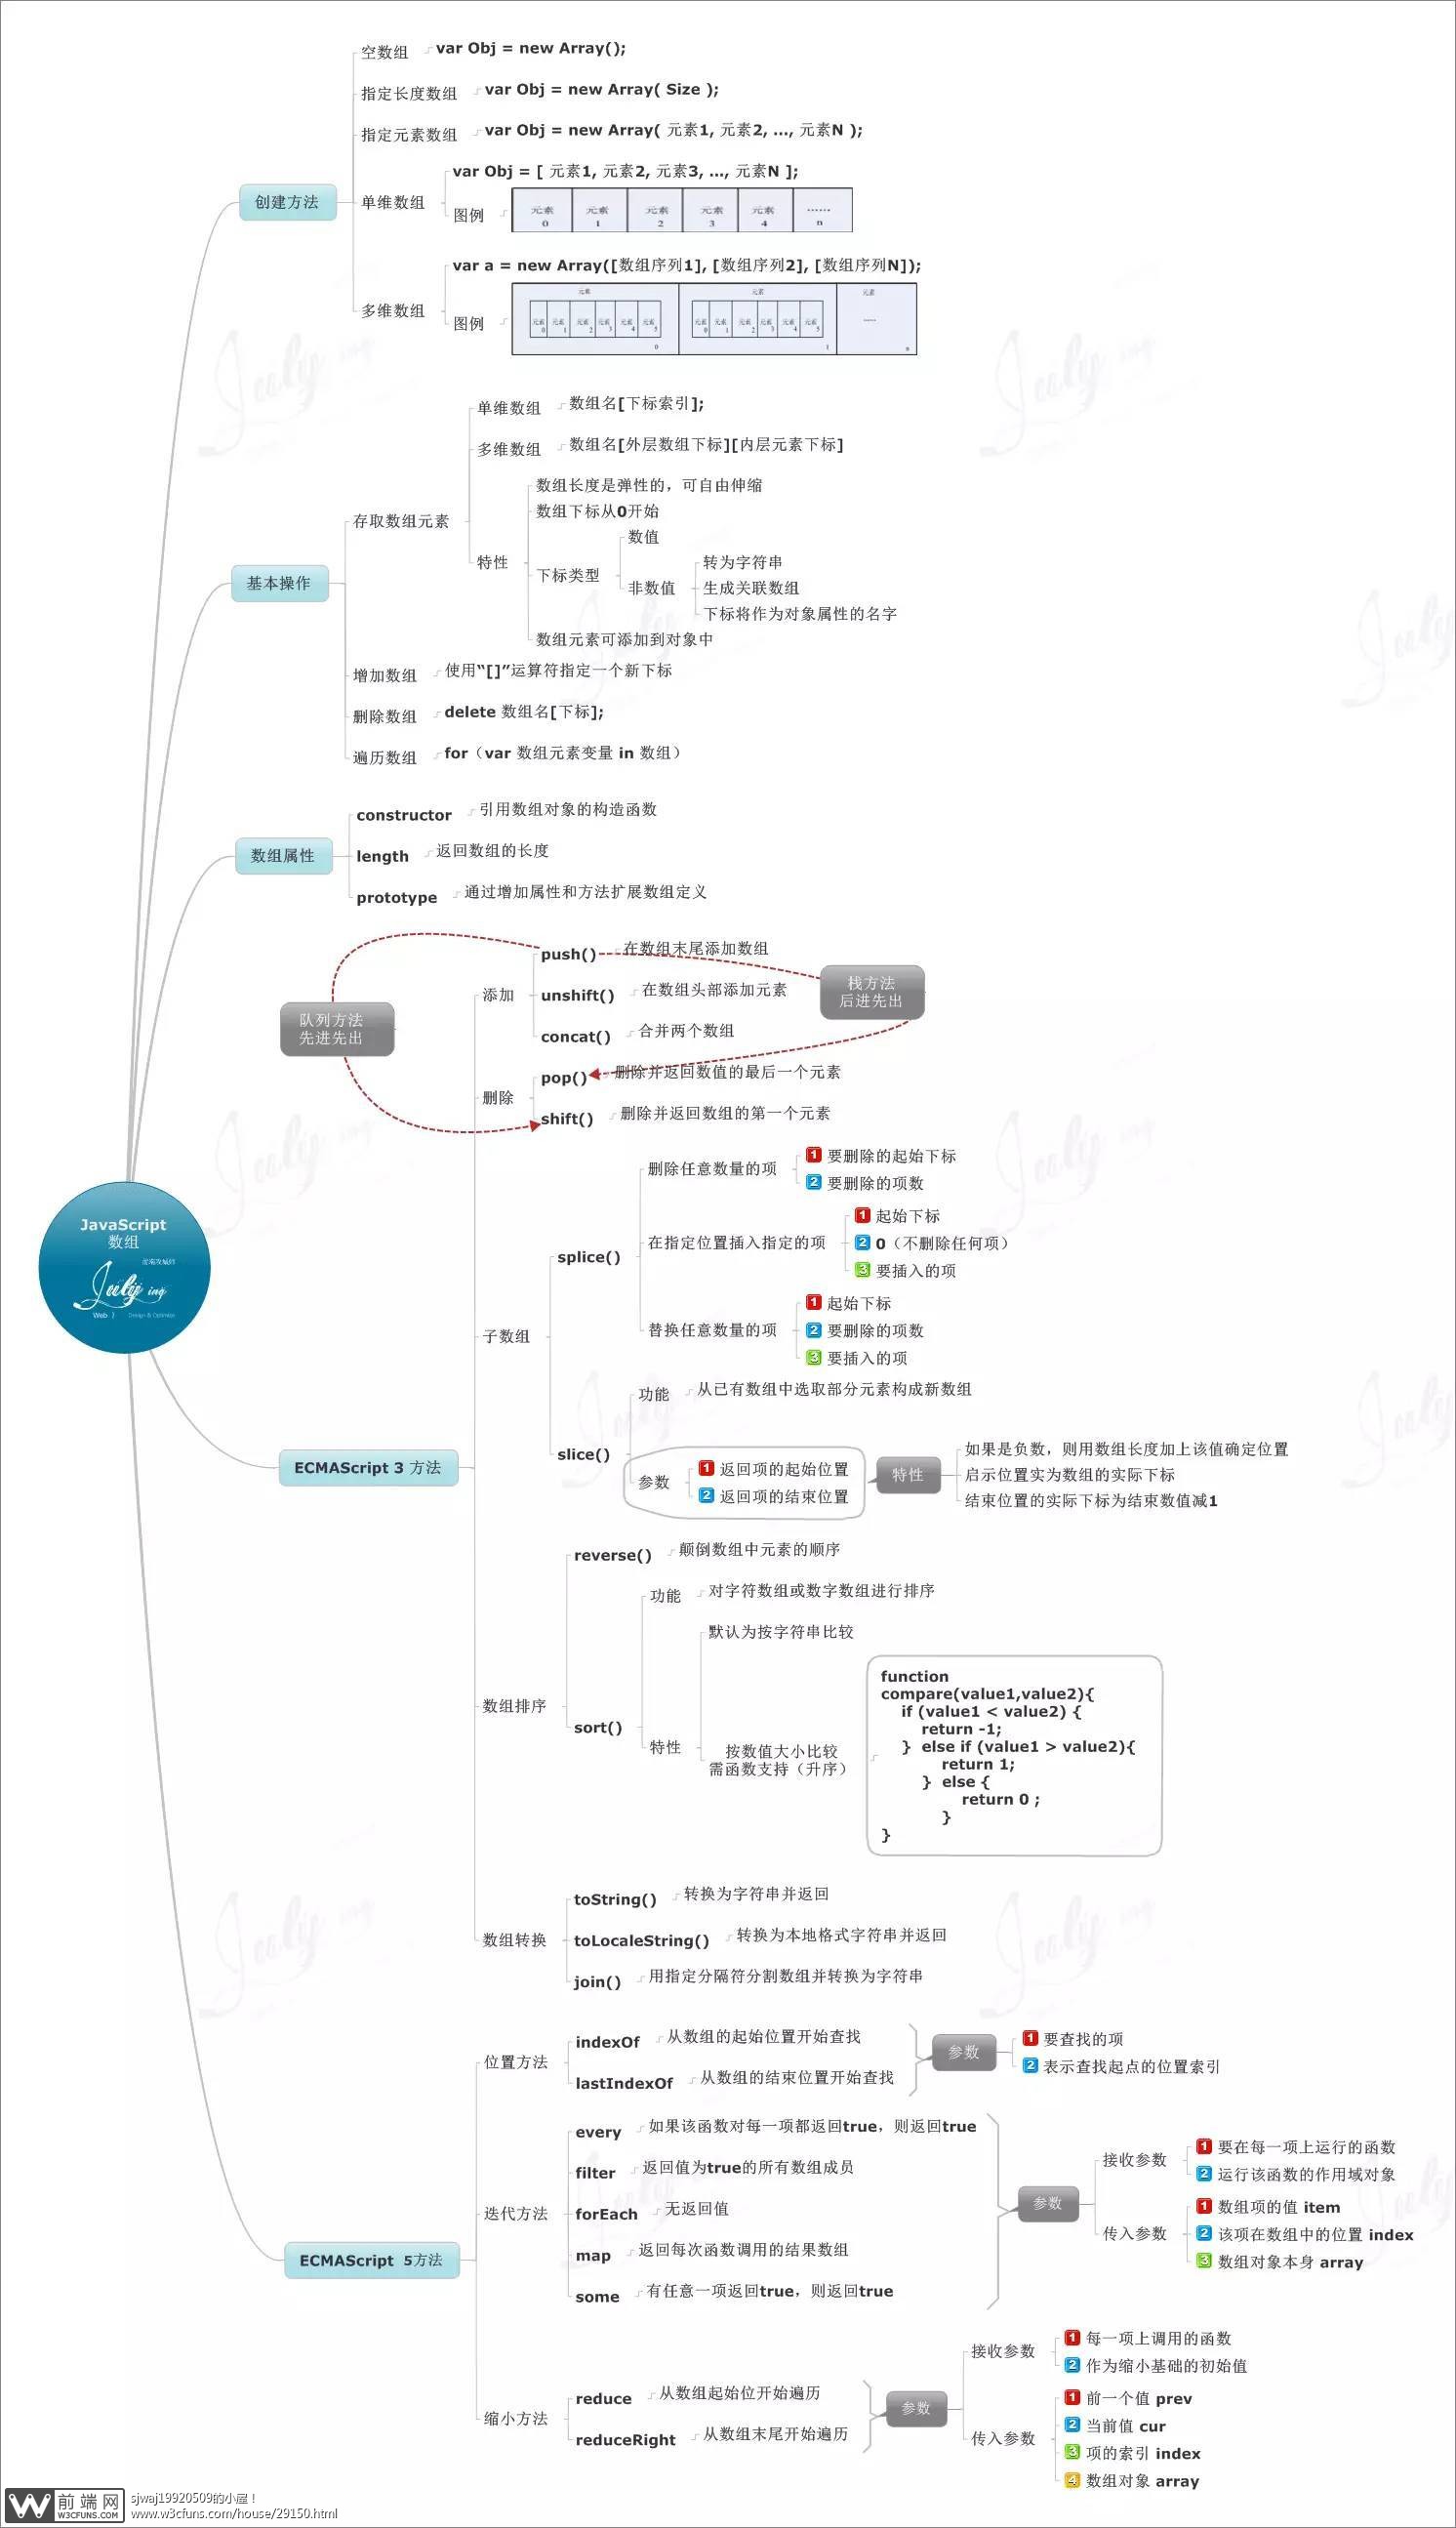 空数组
var Obj = new Array();
指定长度数组
var Obj = new Array( Size );
指定元素数组
var Obj = new Array( 元素1, 元素2, ..., 元素N );
创建方法
单维数组
var Obj = [ 元素1, 元素2, 元素3, ..., 元素N ];
图例
元素 0
元素 1
元素 2
元素 3
元素 4
...... n
多维数组
var a = new Array([数组序列1], [数组序列2], [数组序列N]);
图例
元素
元素 0
元素 1
元素 2
元素 3
元素 4
元素 5
0
元素
元素 0
元素 1
元素 2
元素 3
元素 4
元素 5
1
元素
......
n
基本操作
存取数组元素
单维数组
数组名[下标索引];
多维数组
数组名[外层数组下标][内层元素下标]
特性
数组长度是弹性的，可自由伸缩
数组下标从0开始
下标类型
数值
非数值
转为字符串
生成关联数组
下标将作为对象属性的名字
数组元素可添加到对象中
增加数组
使用“[]”运算符指定一个新下标
删除数组
delete 数组名[下标];
遍历数组
for（var 数组元素变量 in 数组）
数组属性
constructor
引用数组对象的构造函数
length
返回数组的长度
prototype
通过增加属性和方法扩展数组定义
JavaScript
数组
ing
Web
Design & Optimize
ECMAScript 3 方法
添加
push()
在数组末尾添加数组
unshift()
在数组头部添加元素
concat()
合并两个数组
栈方法
后进先出
队列方法
先进先出
删除
pop()
删除并返回数值的最后一个元素
shift()
删除并返回数组的第一个元素
子数组
splice()
删除任意数量的项
1 要删除的起始下标
2 要删除的项数
在指定位置插入指定的项
1 起始下标
2 0（不删除任何项）
3 要插入的项
替换任意数量的项
1 起始下标
2 要删除的项数
3 要插入的项
slice()
功能
从已有数组中选取部分元素构成新数组
参数
1 返回项的起始位置
2 返回项的结束位置
特性
如果是负数，则用数组长度加上该值确定位置
启示位置实为数组的实际下标
结束位置的实际下标为结束数值减1
数组排序
reverse()
颠倒数组中元素的顺序
sort()
功能
对字符数组或数字数组进行排序
特性
默认为按字符串比较
按数值大小比较
需函数支持（升序）
function
compare(value1,value2){
if (value1 < value2) {
return -1;
} else if (value1 > value2){
return 1;
} else {
return 0 ;
}
}
数组转换
toString()
转换为字符串并返回
toLocaleString()
转换为本地格式字符串并返回
join()
用指定分隔符分割数组并转换为字符串
ECMAScript 5方法
位置方法
indexOf
从数组的起始位置开始查找
lastIndexOf
从数组的结束位置开始查找
参数
1 要查找的项
2 表示查找起点的位置索引
迭代方法
every
如果该函数对每一项都返回true，则返回true
filter
返回值为true的所有数组成员
forEach
无返回值
map
返回每次函数调用的结果数组
some
有任意一项返回true，则返回true
参数
接收参数
1 要在每一项上运行的函数
2 运行该函数的作用域对象
传入参数
1 数组项的值 item
2 该项在数组中的位置 index
3 数组对象本身 array
缩小方法
reduce
从数组起始位开始遍历
reduceRight
从数组末尾开始遍历
参数
接收参数
1 每一项上调用的函数
2 作为缩小基础的初始值
传入参数
1 前一个值 prev
2 当前值 cur
3 项的索引 index
4 数组对象 array
W 前端网
W3CFUNS.COM
sjwaj19920509的小屋！
www.w3cfuns.com/house/29150.html